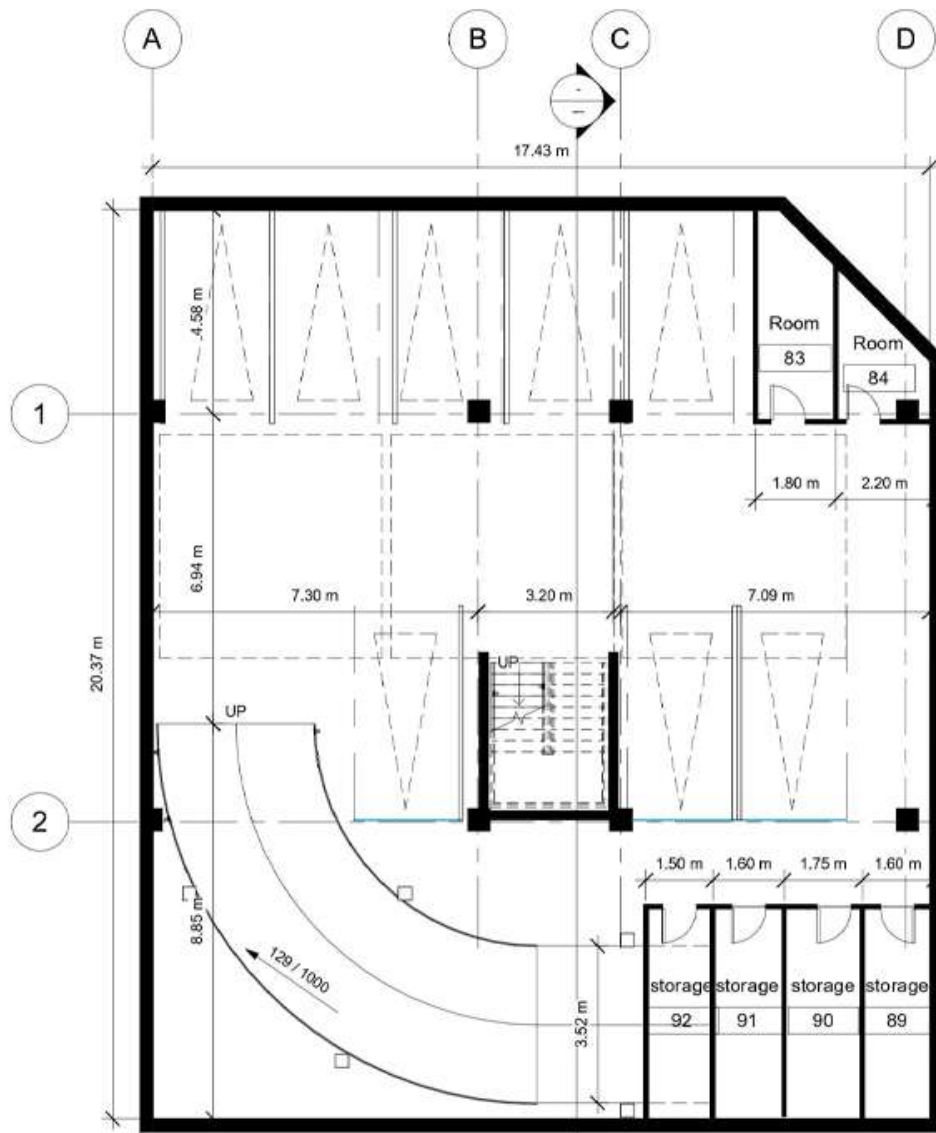 A
B
C
D
-
17.43 m
4.58 m
Room
83
Room
84
1
1.80 m
2.20 m
6.94 m
7.30 m
3.20 m
7.09 m
20.37 m
UP
UP
2
1.50 m
1.60 m
1.75 m
1.60 m
8.85 m
129 / 1000
3.52 m
storage
storage
storage
storage
92
91
90
89